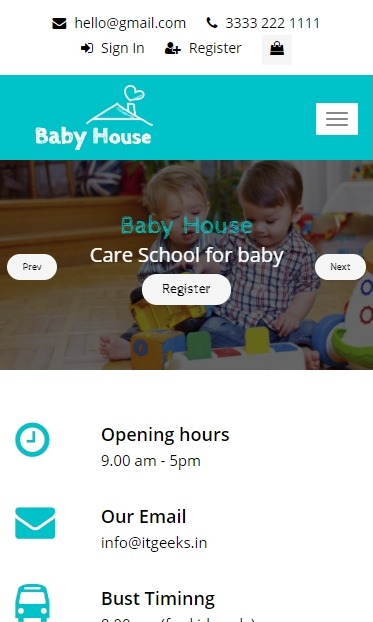 hello@gmail.com 3333 222 1111
Sign In Register
Baby House
Baby House
Care School for baby
Prev
Next
Register
Opening hours
9.00 am - 5pm
Our Email
info@itgeeks.in
Bust Timinng